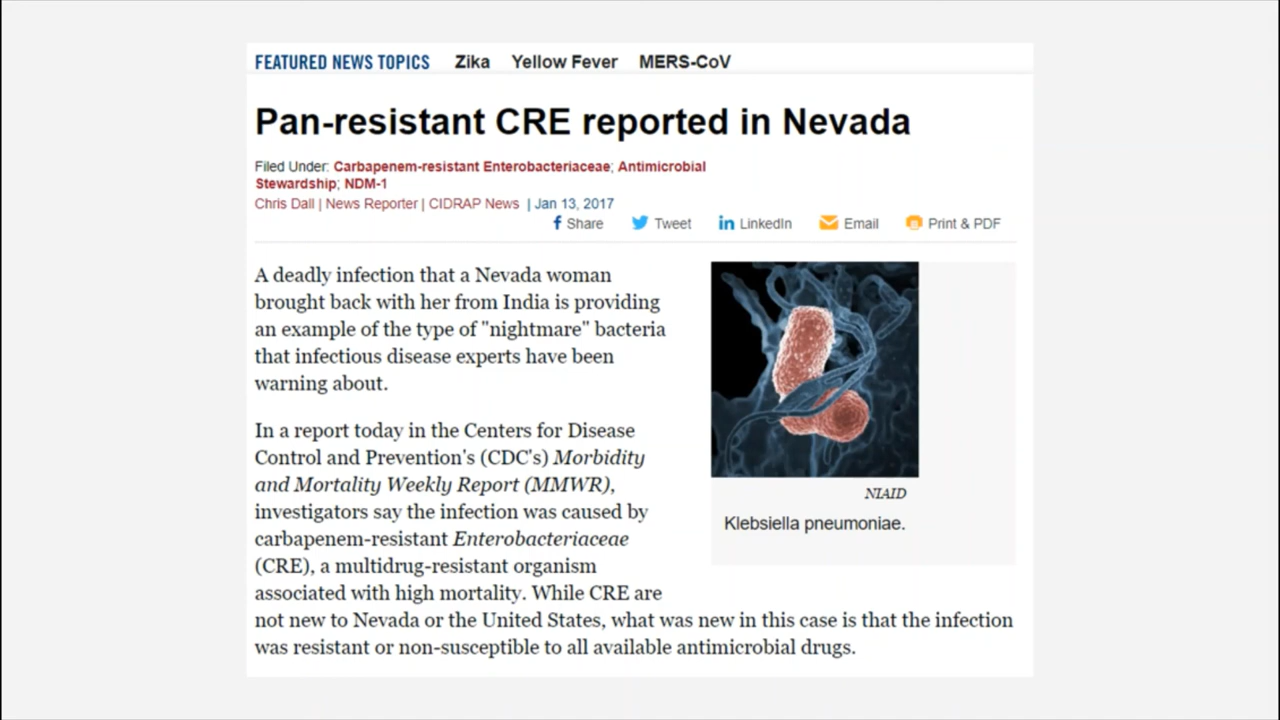 FEATURED NEWS TOPICS Zika Yellow Fever MERS-CoV
Pan-resistant CRE reported in Nevada
Filed Under: Carbapenem-resistant Enterobacteriaceae; Antimicrobial
Stewardship; NDM-1
Chris Dall | News Reporter | CIDRAP News | Jan 13, 2017
Share Tweet LinkedIn Email Print & PDF
A deadly infection that a Nevada woman
brought back with her from India is providing
an example of the type of "nightmare" bacteria
that infectious disease experts have been
warning about.
In a report today in the Centers for Disease
Control and Prevention's (CDC's) Morbidity
and Mortality Weekly Report (MMWR),
investigators say the infection was caused by
carbapenem-resistant Enterobacteriaceae
(CRE), a multidrug-resistant organism
associated with high mortality. While CRE are
not new to Nevada or the United States, what was new in this case is that the infection
was resistant or non-susceptible to all available antimicrobial drugs.
NIAID
Klebsiella pneumoniae.